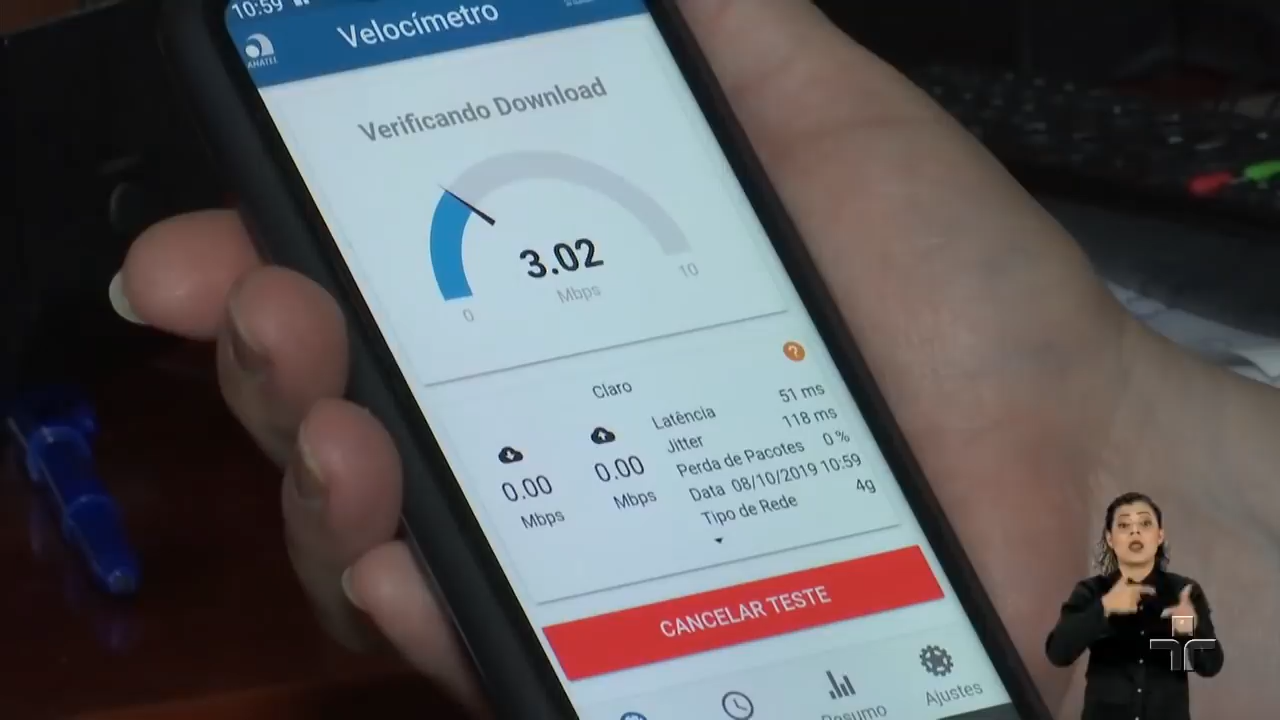 10:59
ANATEL
Velocímetro
Verificando Download
3.02
Mbps
0
10
?
Claro
0.00
Mbps
0.00
Mbps
Latência 51 ms
Jitter 118 ms
Perda de Pacotes 0 %
Data 08/10/2019 10:59
Tipo de Rede 4g
CANCELAR TESTE
Resumo
Ajustes